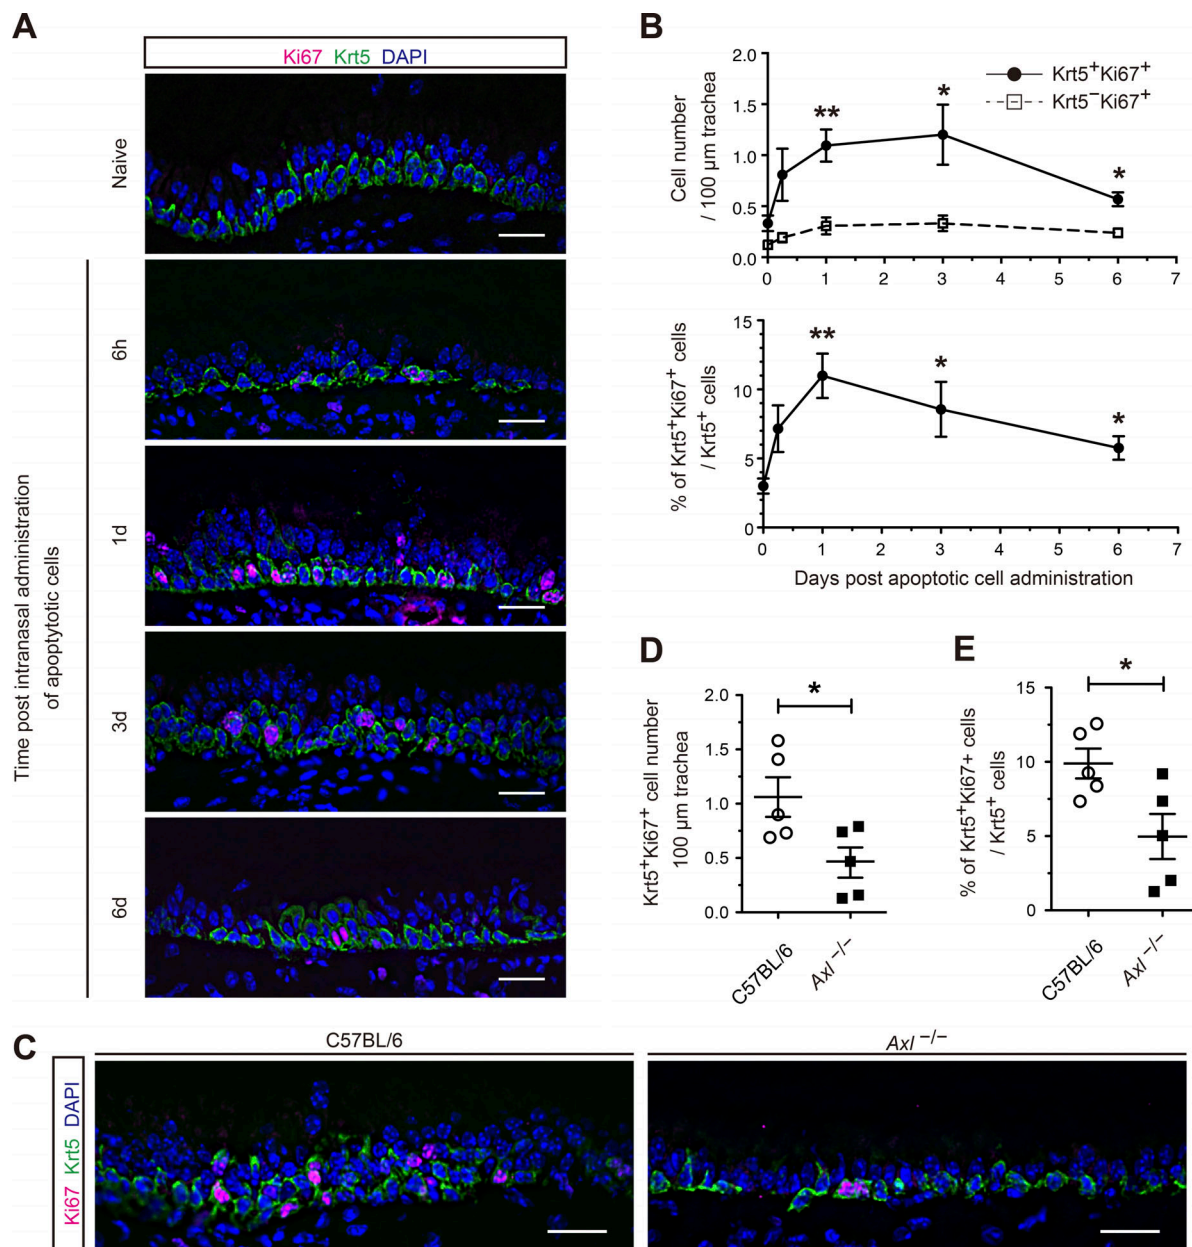 A
Ki67 Krt5 DAPI
Naive
6h
1d
3d
6d
Time post intranasal administration
of apoptytotic cells
B
Cell number
/ 100 µm trachea
2.0
1.5
1.0
0.5
0.0
Krt5⁺Ki67⁺
Krt5⁻Ki67⁺
**
*
*
0 1 2 3 4 5 6 7
% of Krt5⁺Ki67⁺ cells
/ Krt5⁺ cells
15
10
5
0
**
*
*
0 1 2 3 4 5 6 7
Days post apoptotic cell administration
D
Krt5⁺Ki67⁺ cell number
100 µm trachea
2.0
1.5
1.0
0.5
0.0
*
C57BL/6
Axl⁻/⁻
E
% of Krt5⁺Ki67+ cells
/ Krt5⁺ cells
15
10
5
0
*
C57BL/6
Axl⁻/⁻
C
Ki67 Krt5 DAPI
C57BL/6
Axl⁻/⁻